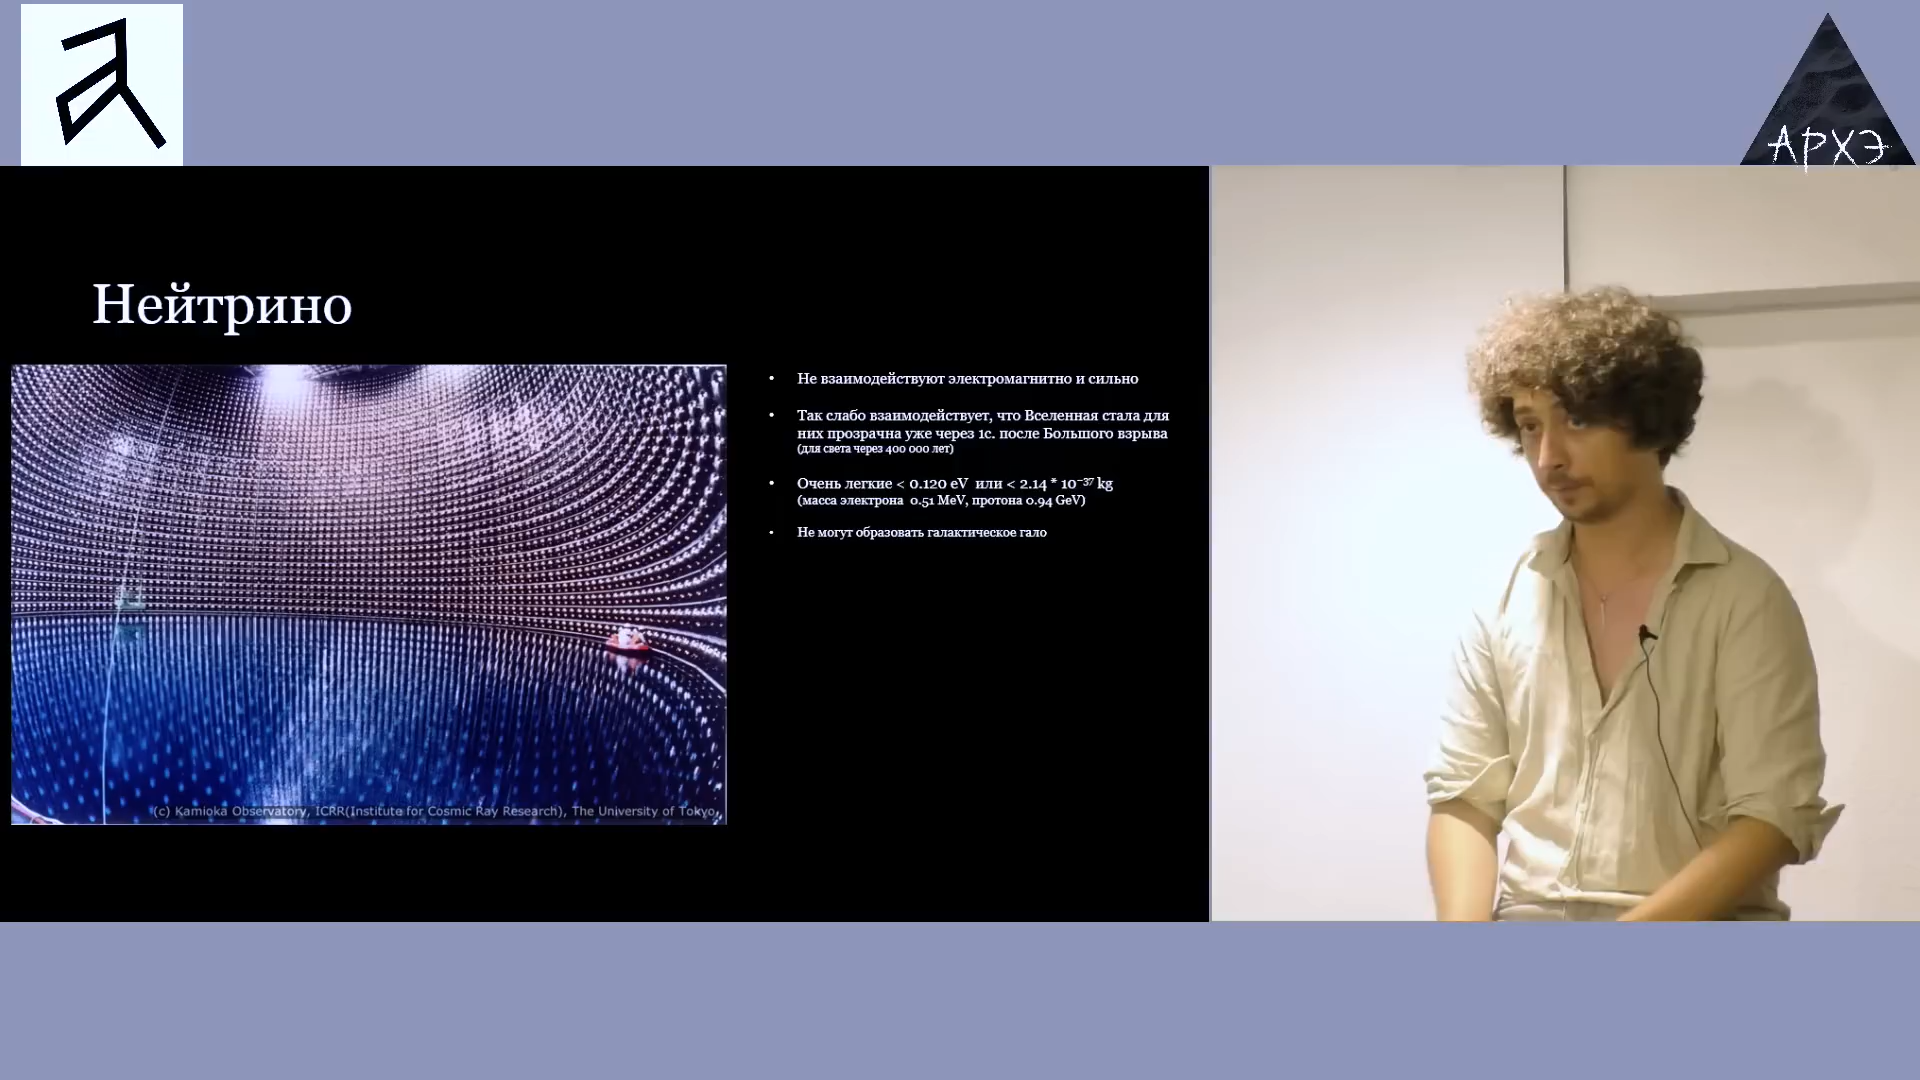 АРХЭ
Нейтрино
• Не взаимодействуют электромагнитно и сильно
• Так слабо взаимодействует, что Вселенная стала для
них прозрачна уже через 1с. после Большого взрыва
(для света через 400 000 лет)
• Очень легкие < 0.120 eV или < 2.14 * 10⁻³⁷ kg
(масса электрона 0.51 MeV, протона 0.94 GeV)
• Не могут образовать галактическое гало
(c) Kamioka Observatory, ICRR(Institute for Cosmic Ray Research), The University of Tokyo